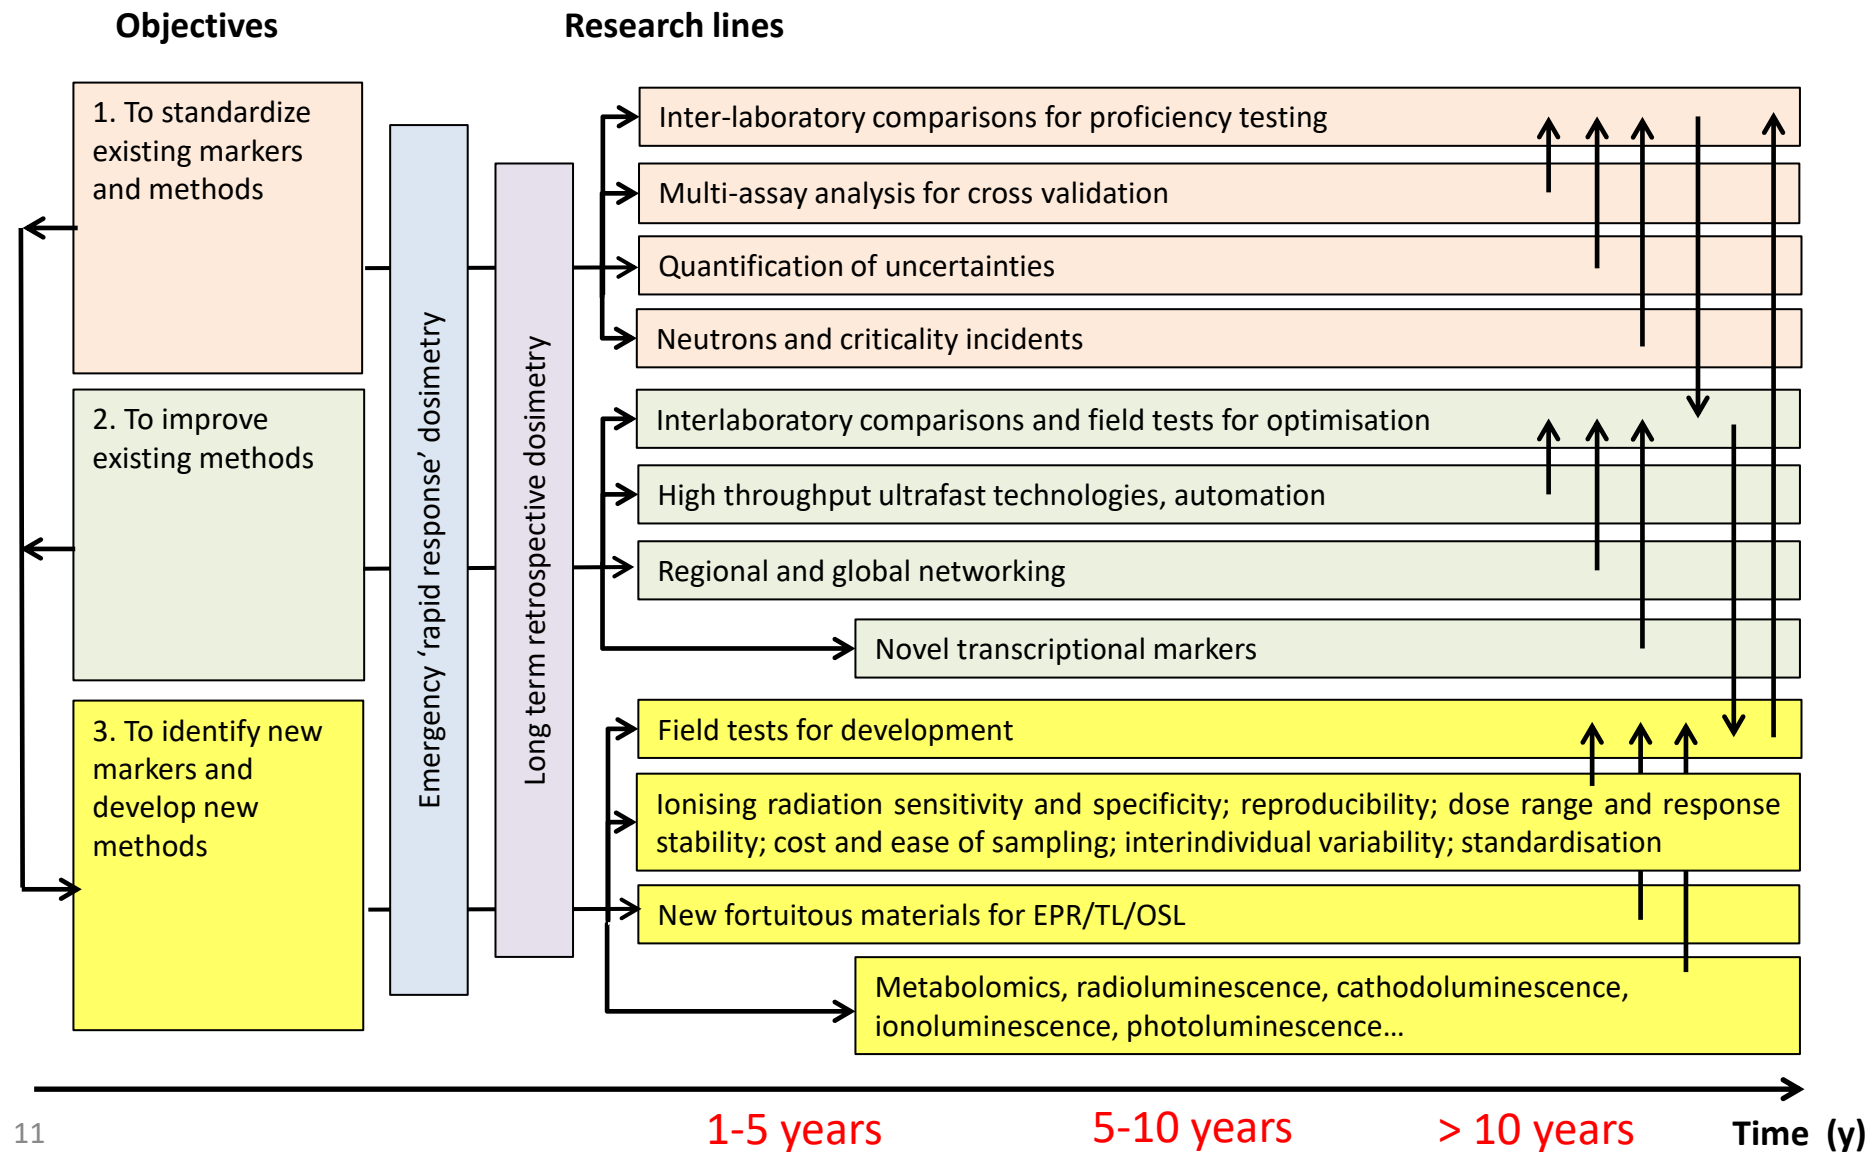 Objectives
Research lines
1. To standardize
existing markers
and methods
2. To improve
existing methods
3. To identify new
markers and
develop new
methods
Emergency ‘rapid response’ dosimetry
Long term retrospective dosimetry
Inter-laboratory comparisons for proficiency testing
Multi-assay analysis for cross validation
Quantification of uncertainties
Neutrons and criticality incidents
Interlaboratory comparisons and field tests for optimisation
High throughput ultrafast technologies, automation
Regional and global networking
Novel transcriptional markers
Field tests for development
Ionising radiation sensitivity and specificity; reproducibility; dose range and response
stability; cost and ease of sampling; interindividual variability; standardisation
New fortuitous materials for EPR/TL/OSL
Metabolomics, radioluminescence, cathodoluminescence,
ionoluminescence, photoluminescence…
11
1-5 years
5-10 years
> 10 years
Time (y)